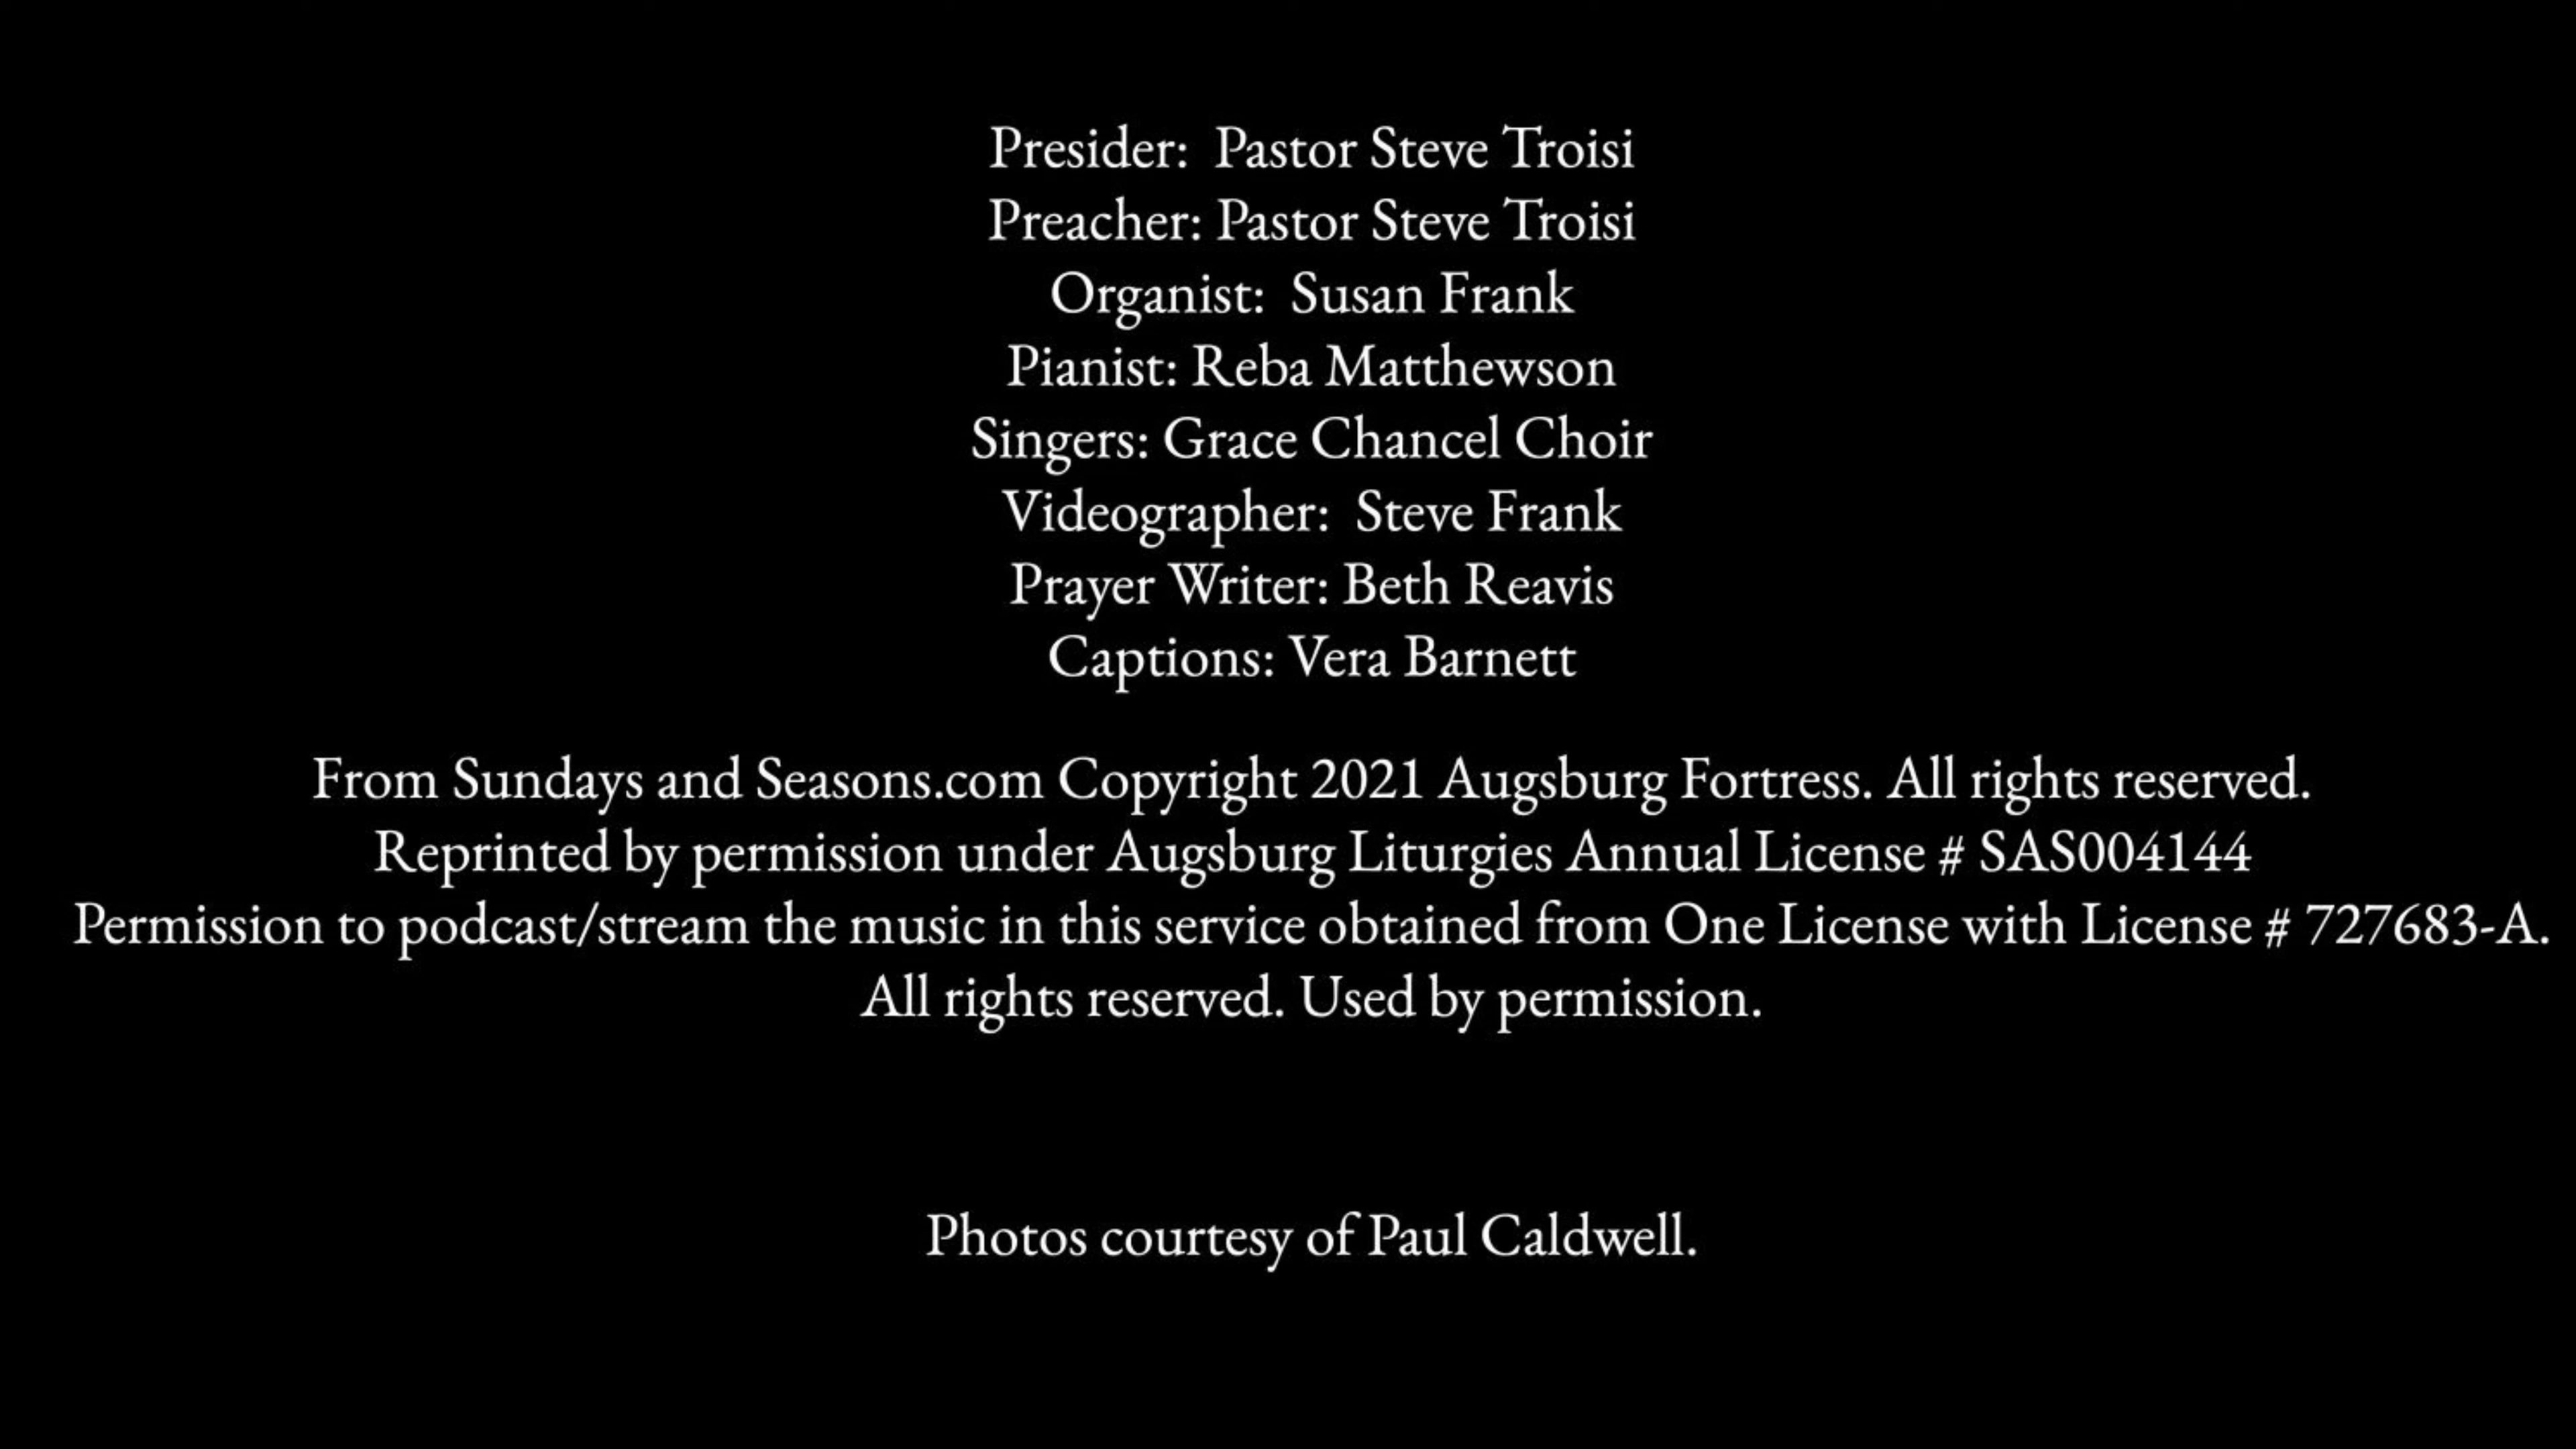 Presider:  Pastor Steve Troisi
Preacher: Pastor Steve Troisi
Organist:  Susan Frank
Pianist: Reba Matthewson
Singers: Grace Chancel Choir
Videographer:  Steve Frank
Prayer Writer: Beth Reavis
Captions: Vera Barnett
From Sundays and Seasons.com Copyright 2021 Augsburg Fortress. All rights reserved.
Reprinted by permission under Augsburg Liturgies Annual License # SAS004144
Permission to podcast/stream the music in this service obtained from One License with License # 727683-A.
All rights reserved. Used by permission.
Photos courtesy of Paul Caldwell.